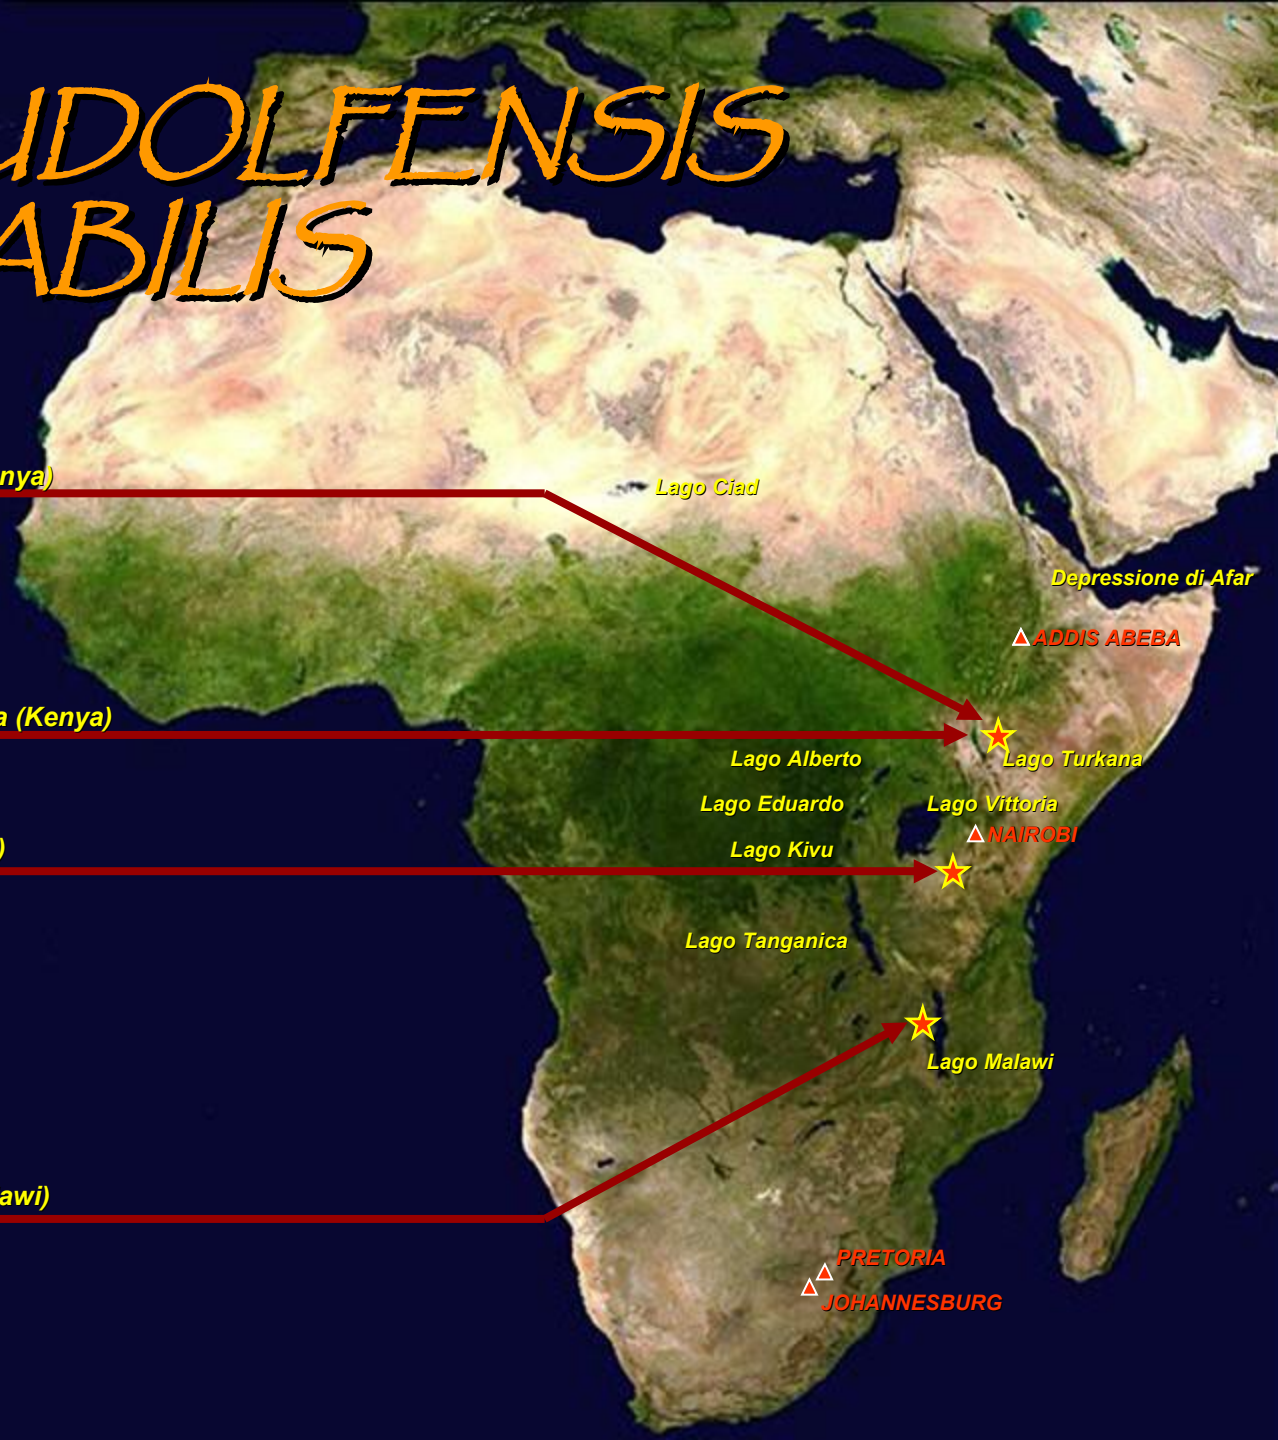 UDOLFENSIS
ABILIS
nya)
Lago Ciad
Depressione di Afar
ADDIS ABEBA
a (Kenya)
Lago Alberto
Lago Turkana
Lago Eduardo
Lago Vittoria
NAIROBI
)
Lago Kivu
Lago Tanganica
Lago Malawi
awi)
PRETORIA
JOHANNESBURG